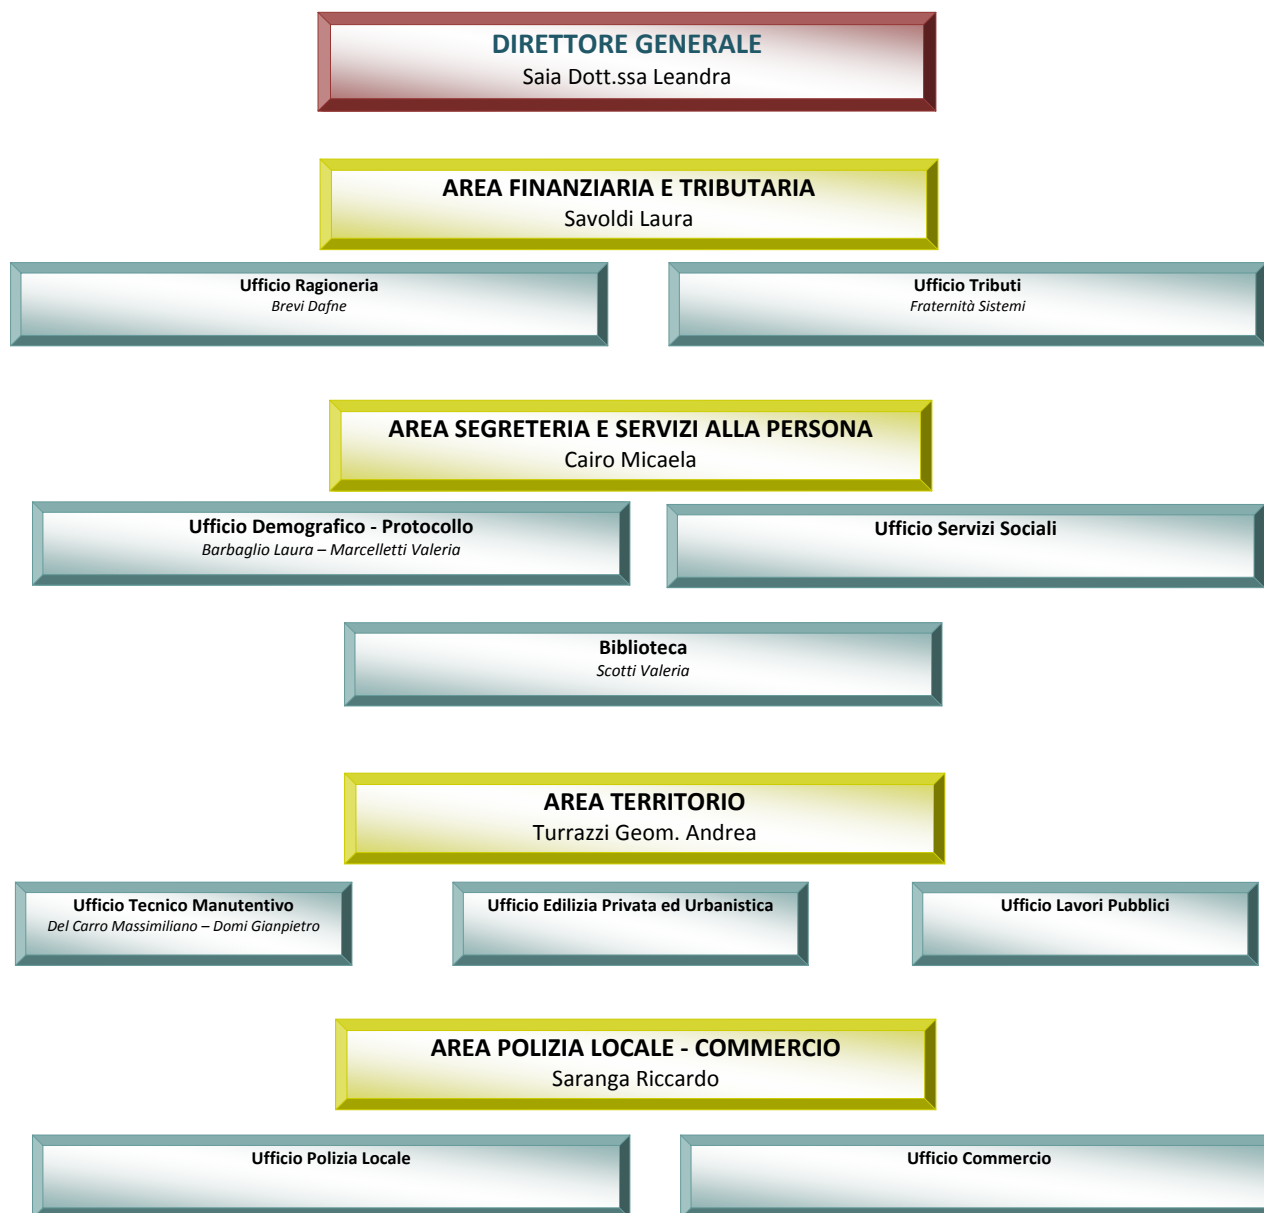 DIRETTORE GENERALE
Saia Dott.ssa Leandra
AREA FINANZIARIA E TRIBUTARIA
Savoldi Laura
Ufficio Ragioneria
Brevi Dafne
Ufficio Tributi
Fraternità Sistemi
AREA SEGRETERIA E SERVIZI ALLA PERSONA
Cairo Micaela
Ufficio Demografico - Protocollo
Barbaglio Laura – Marcelletti Valeria
Ufficio Servizi Sociali
Biblioteca
Scotti Valeria
AREA TERRITORIO
Turrazzi Geom. Andrea
Ufficio Tecnico Manutentivo
Del Carro Massimiliano – Domi Gianpietro
Ufficio Edilizia Privata ed Urbanistica
Ufficio Lavori Pubblici
AREA POLIZIA LOCALE - COMMERCIO
Saranga Riccardo
Ufficio Polizia Locale
Ufficio Commercio